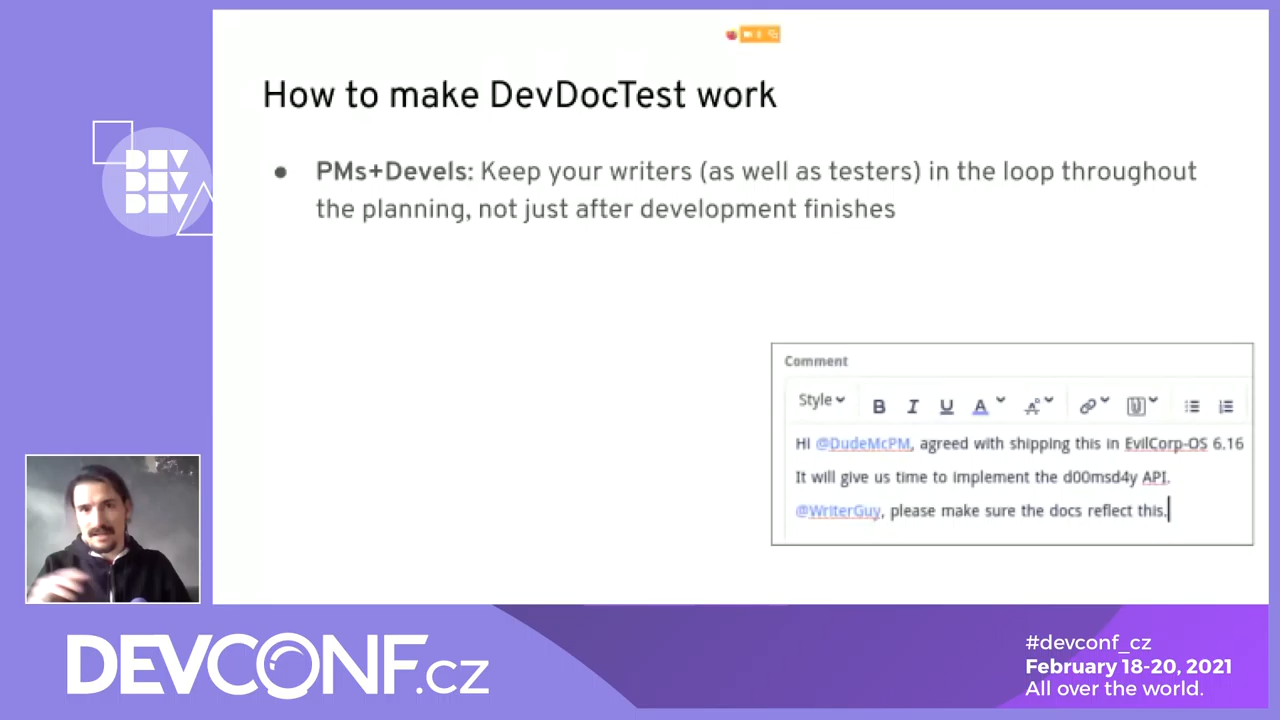 How to make DevDocTest work
● PMs+Devels: Keep your writers (as well as testers) in the loop throughout
the planning, not just after development finishes
DEV
DEV
DEV
Comment
Style B I U A
Hi @DudeMcPM, agreed with shipping this in EvilCorp-OS 6.16
It will give us time to implement the d00msd4y API.
@WriterGuy, please make sure the docs reflect this.
DEVCONF.cz
#devconf_cz
February 18-20, 2021
All over the world.